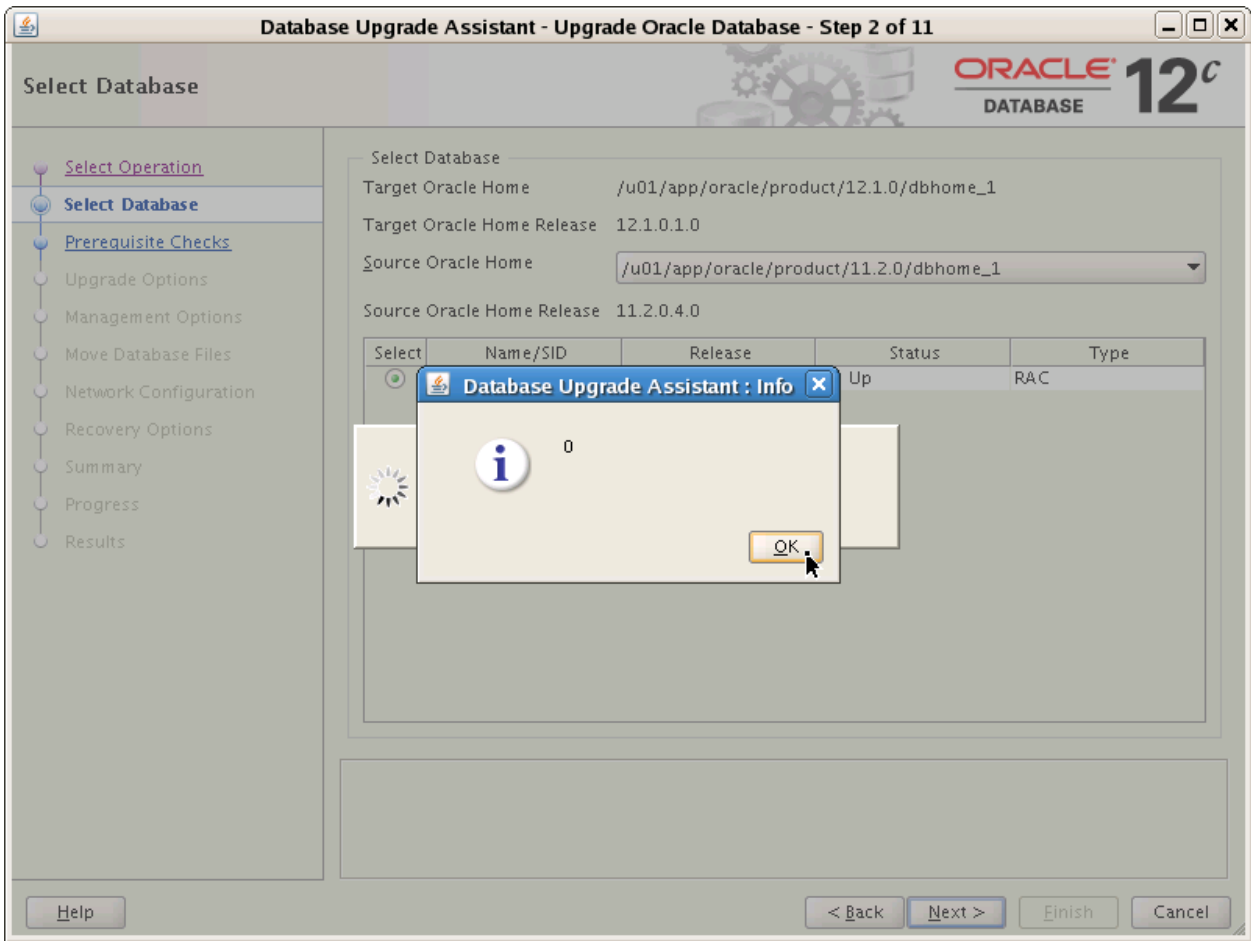 Database Upgrade Assistant - Upgrade Oracle Database - Step 2 of 11
Select Database
ORACLE
DATABASE
12c
Select Operation
Select Database
Prerequisite Checks
Upgrade Options
Management Options
Move Database Files
Network Configuration
Recovery Options
Summary
Progress
Results
Select Database
Target Oracle Home /u01/app/oracle/product/12.1.0/dbhome_1
Target Oracle Home Release 12.1.0.1.0
Source Oracle Home /u01/app/oracle/product/11.2.0/dbhome_1
Source Oracle Home Release 11.2.0.4.0
Select Name/SID Release Status Type
Up RAC
Database Upgrade Assistant : Info
0
OK
Help < Back Next > Finish Cancel